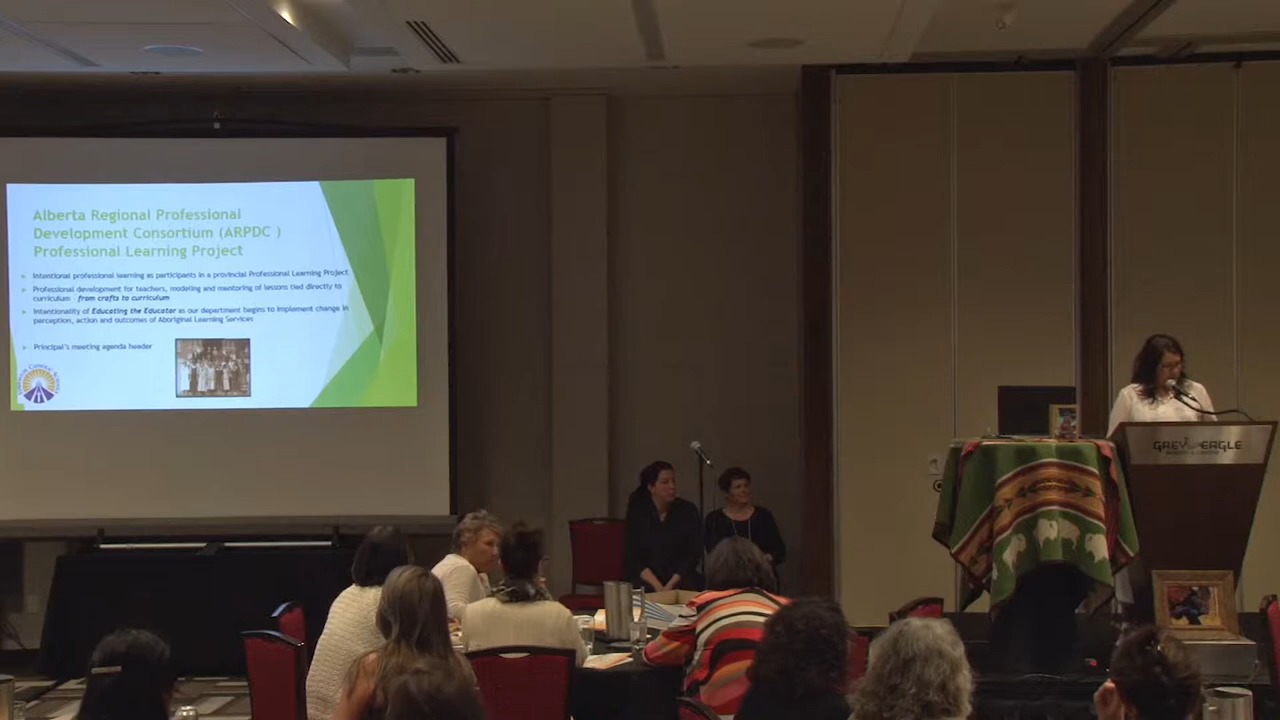 Alberta Regional Professional
Development Consortium (ARPDC )
Professional Learning Project
Intentional professional learning as participants in a provincial Professional Learning Project
Professional development for teachers, modeling and mentoring of lessons tied directly to
curriculum - from crafts to curriculum
Intentionality of Educating the Educator as our department begins to implement change in
perception, action and outcomes of Aboriginal Learning Services
Principal's meeting agenda header
GREY EAGLE